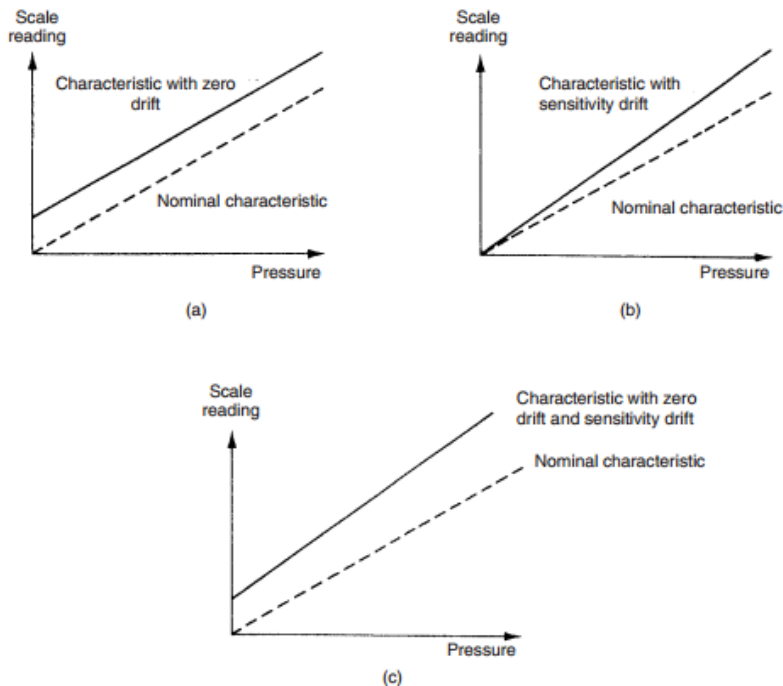 Scale
reading
Characteristic with zero
drift
Nominal characteristic
Pressure
(a)
Scale
reading
Characteristic with
sensitivity drift
Nominal characteristic
Pressure
(b)
Scale
reading
Characteristic with zero
drift and sensitivity drift
Nominal characteristic
Pressure
(c)